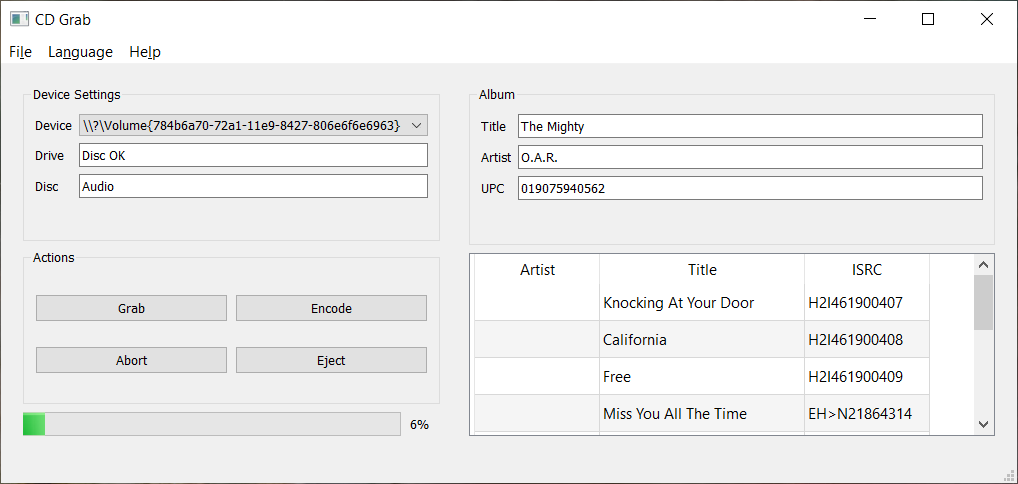 CD Grab
File Language Help
Device Settings
Device \\?\Volume{784b6a70-72a1-11e9-8427-806e6f6e6963}
Drive Disc OK
Disc Audio
Actions
Grab Encode
Abort Eject
6%
Album
Title The Mighty
Artist O.A.R.
UPC 019075940562
Artist Title ISRC
Knocking At Your Door H2I461900407
California H2I461900408
Free H2I461900409
Miss You All The Time EH>N21864314